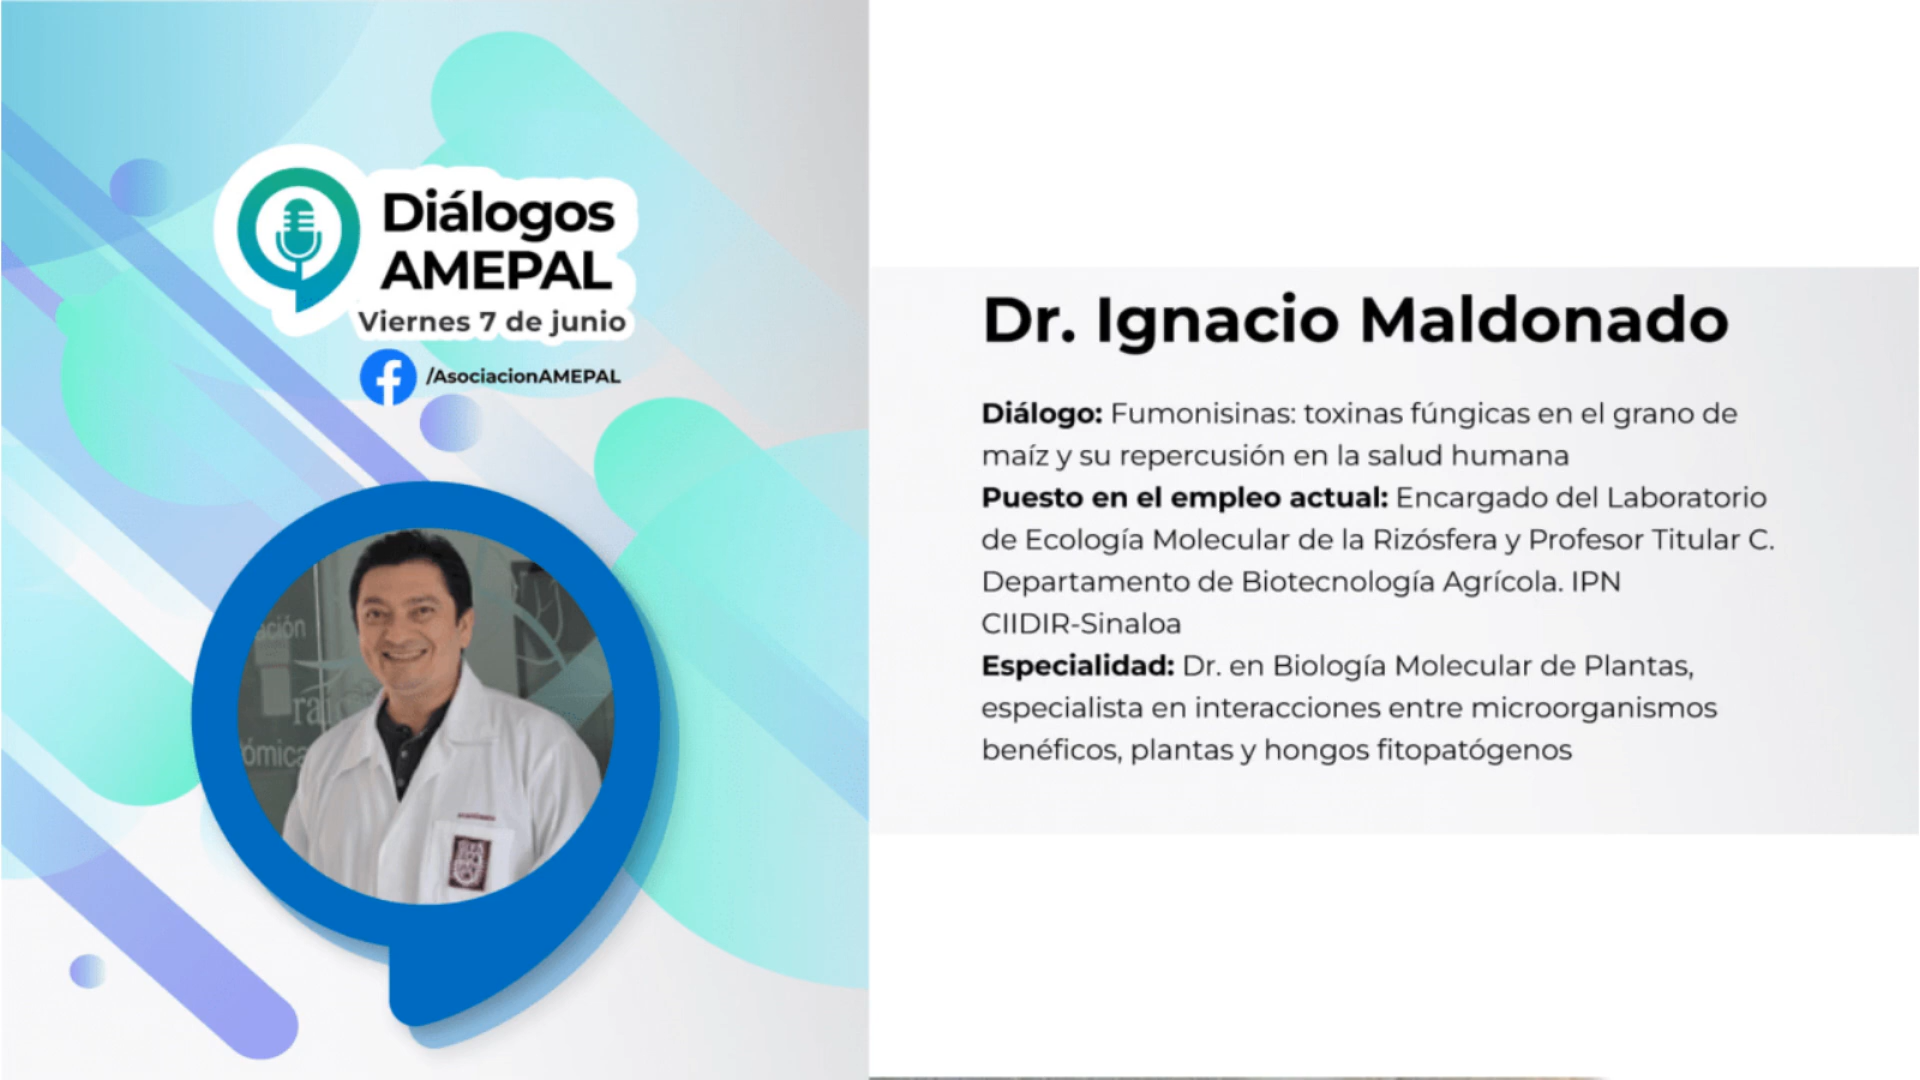 Diálogos
AMEPAL
Viernes 7 de junio
/AsociacionAMEPAL
ación
raíc
ómica
Dr. Ignacio Maldonado
Diálogo: Fumonisinas: toxinas fúngicas en el grano de
maíz y su repercusión en la salud humana
Puesto en el empleo actual: Encargado del Laboratorio
de Ecología Molecular de la Rizósfera y Profesor Titular C.
Departamento de Biotecnología Agrícola. IPN
CIIDIR-Sinaloa
Especialidad: Dr. en Biología Molecular de Plantas,
especialista en interacciones entre microorganismos
benéficos, plantas y hongos fitopatógenos